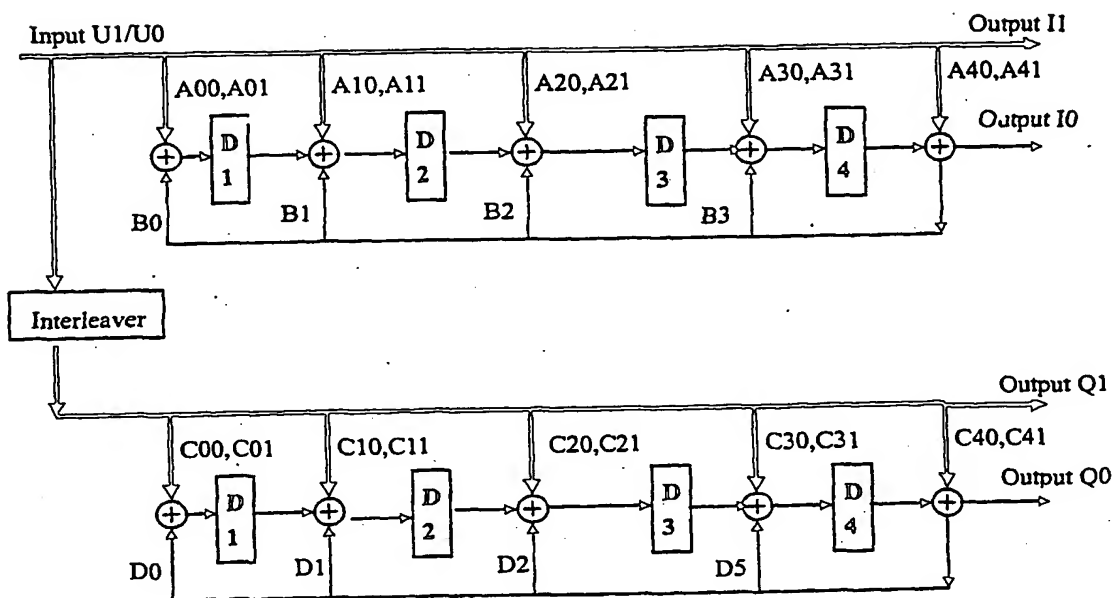 Input U1/U0
Output I1
A00,A01
A10,A11
A20,A21
A30,A31
A40,A41
Output I0
D
1
D
2
D
3
D
4
B0
B1
B2
B3
Interleaver
Output Q1
C00,C01
C10,C11
C20,C21
C30,C31
C40,C41
Output Q0
D
1
D
2
D
3
D
4
D0
D1
D2
D5